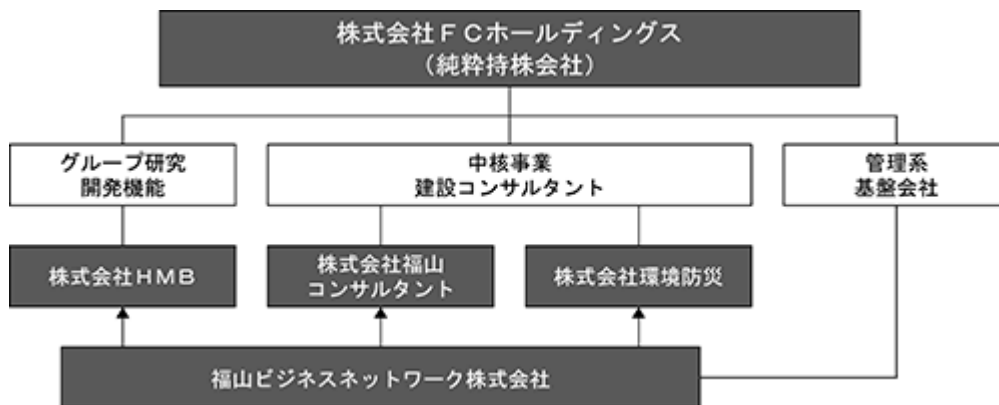 株式会社ＦＣホールディングス
（純粋持株会社）
グループ研究
開発機能
中核事業
建設コンサルタント
管理系
基盤会社
株式会社ＨＭＢ
株式会社福山
コンサルタント
株式会社環境防災
福山ビジネスネットワーク株式会社